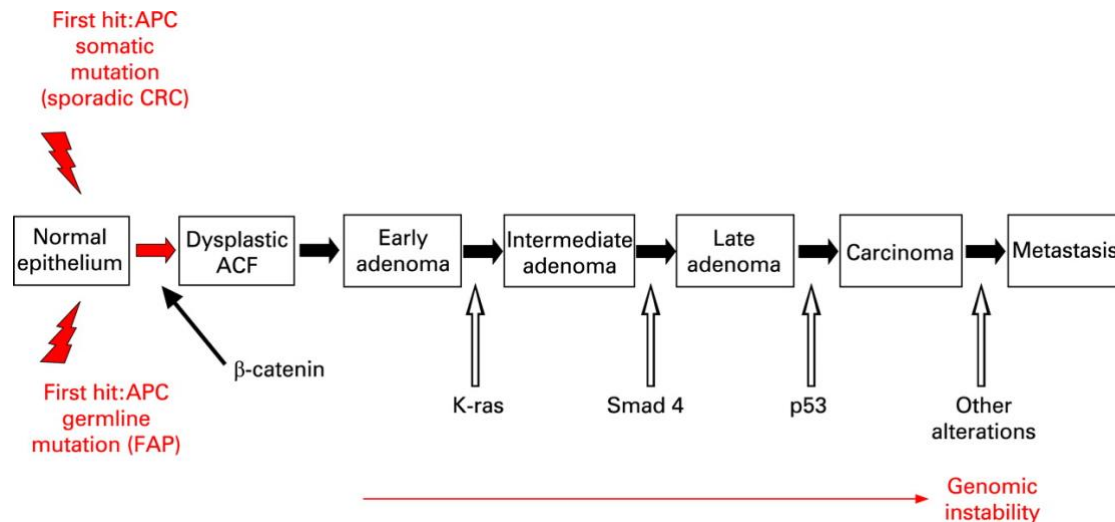 First hit:APC
somatic
mutation
(sporadic CRC)
Normal
epithelium
Dysplastic
ACF
Early
adenoma
Intermediate
adenoma
Late
adenoma
Carcinoma
Metastasis
β-catenin
First hit:APC
germline
mutation (FAP)
K-ras
Smad 4
p53
Other
alterations
Genomic
instability